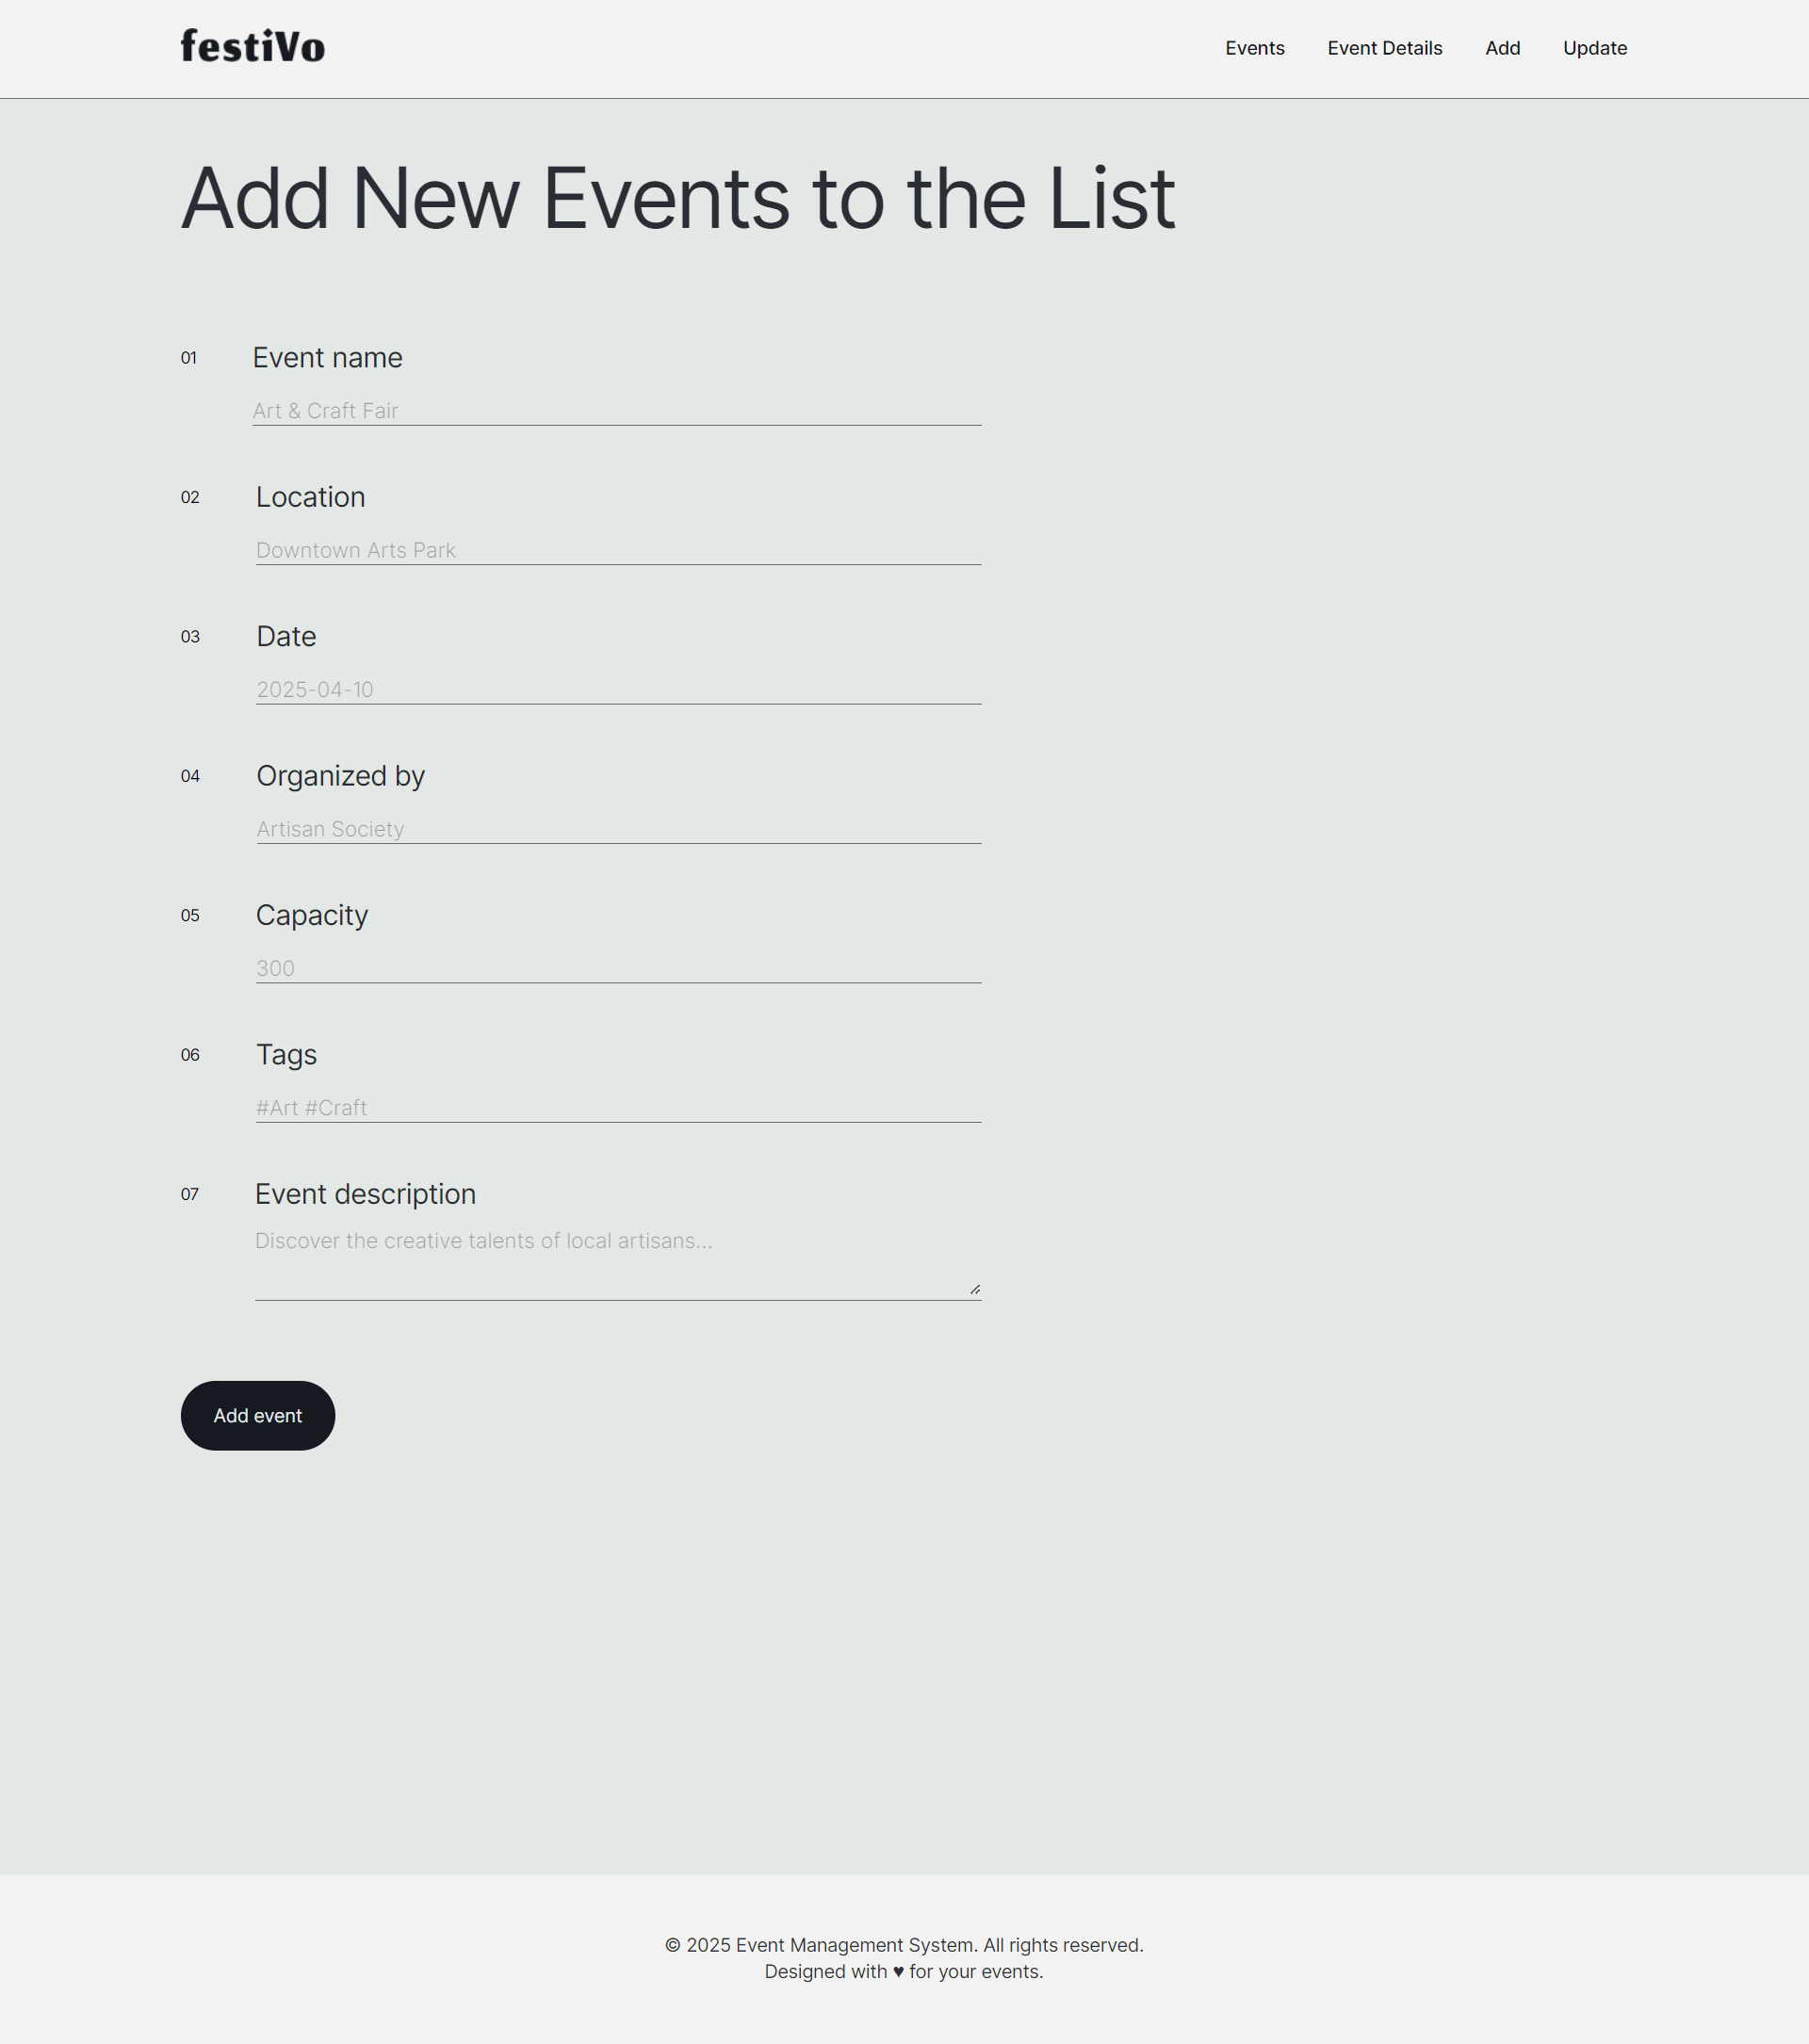 festiVo
Events Event Details Add Update
Add New Events to the List
01 Event name
Art & Craft Fair
02 Location
Downtown Arts Park
03 Date
2025-04-10
04 Organized by
Artisan Society
05 Capacity
300
06 Tags
#Art #Craft
07 Event description
Discover the creative talents of local artisans...
Add event
© 2025 Event Management System. All rights reserved.
Designed with ♥ for your events.